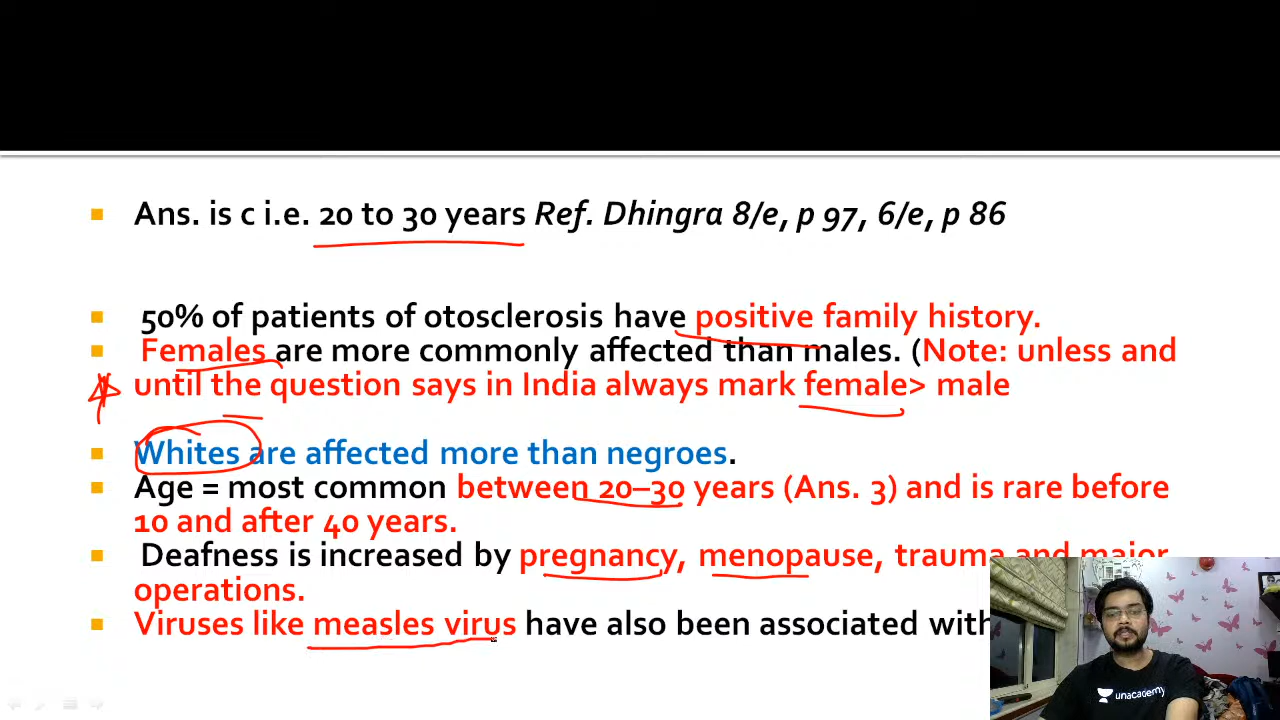 Ans. is c i.e. 20 to 30 years Ref. Dhingra 8/e, p 97, 6/e, p 86
50% of patients of otosclerosis have positive family history.
Females are more commonly affected than males. (Note: unless and
until the question says in India always mark female> male
Whites are affected more than negroes.
Age = most common between 20–30 years (Ans. 3) and is rare before
10 and after 40 years.
Deafness is increased by pregnancy, menopause, trauma and major
operations.
Viruses like measles virus have also been associated with
unacademy